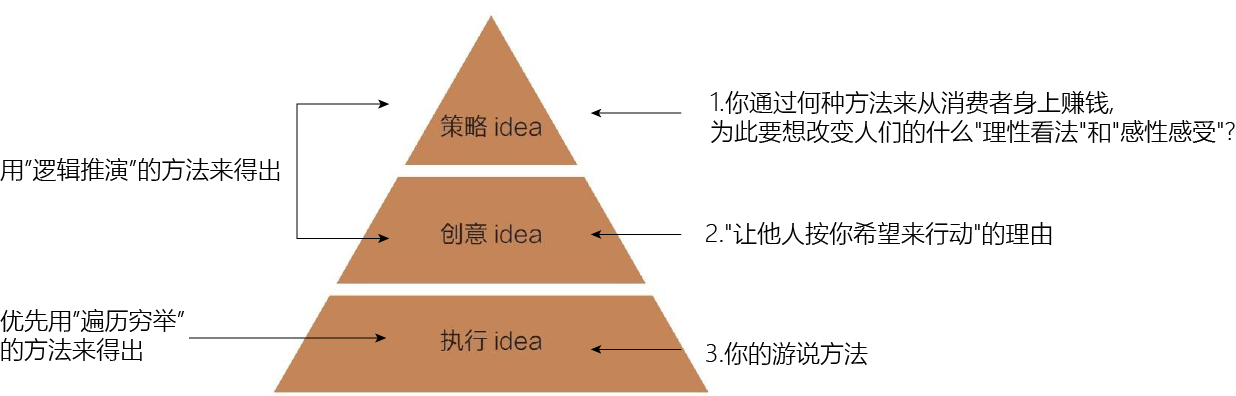 策略 idea
1.你通过何种方法来从消费者身上赚钱,
为此要想改变人们的什么"理性看法"和"感性感受"?
用"逻辑推演"的方法来得出
创意 idea
2."让他人按你希望来行动"的理由
优先用"遍历穷举"
的方法来得出
执行 idea
3.你的游说方法